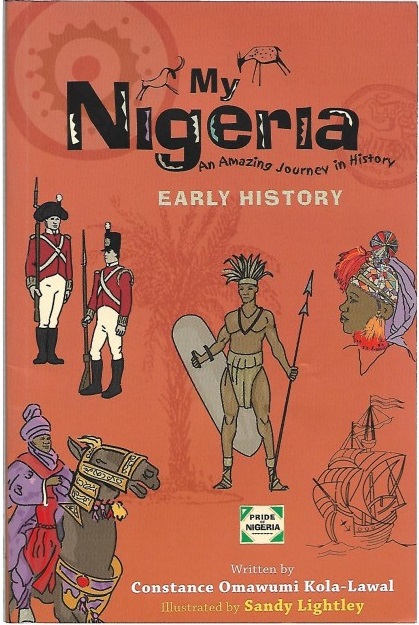 My
Nigeria
An Amazing Journey in History
EARLY HISTORY
PRIDE
OF
NIGERIA
Written by
Constance Omawumi Kola-Lawal
Illustrated by Sandy Lightley